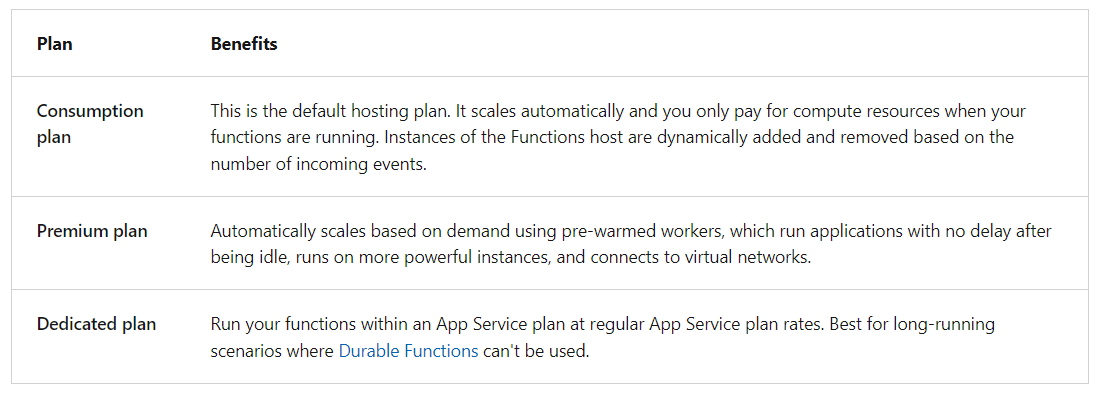 Plan Benefits
Consumption plan
This is the default hosting plan. It scales automatically and you only pay for compute resources when your
functions are running. Instances of the Functions host are dynamically added and removed based on the
number of incoming events.
Premium plan
Automatically scales based on demand using pre-warmed workers, which run applications with no delay after
being idle, runs on more powerful instances, and connects to virtual networks.
Dedicated plan
Run your functions within an App Service plan at regular App Service plan rates. Best for long-running
scenarios where Durable Functions can't be used.